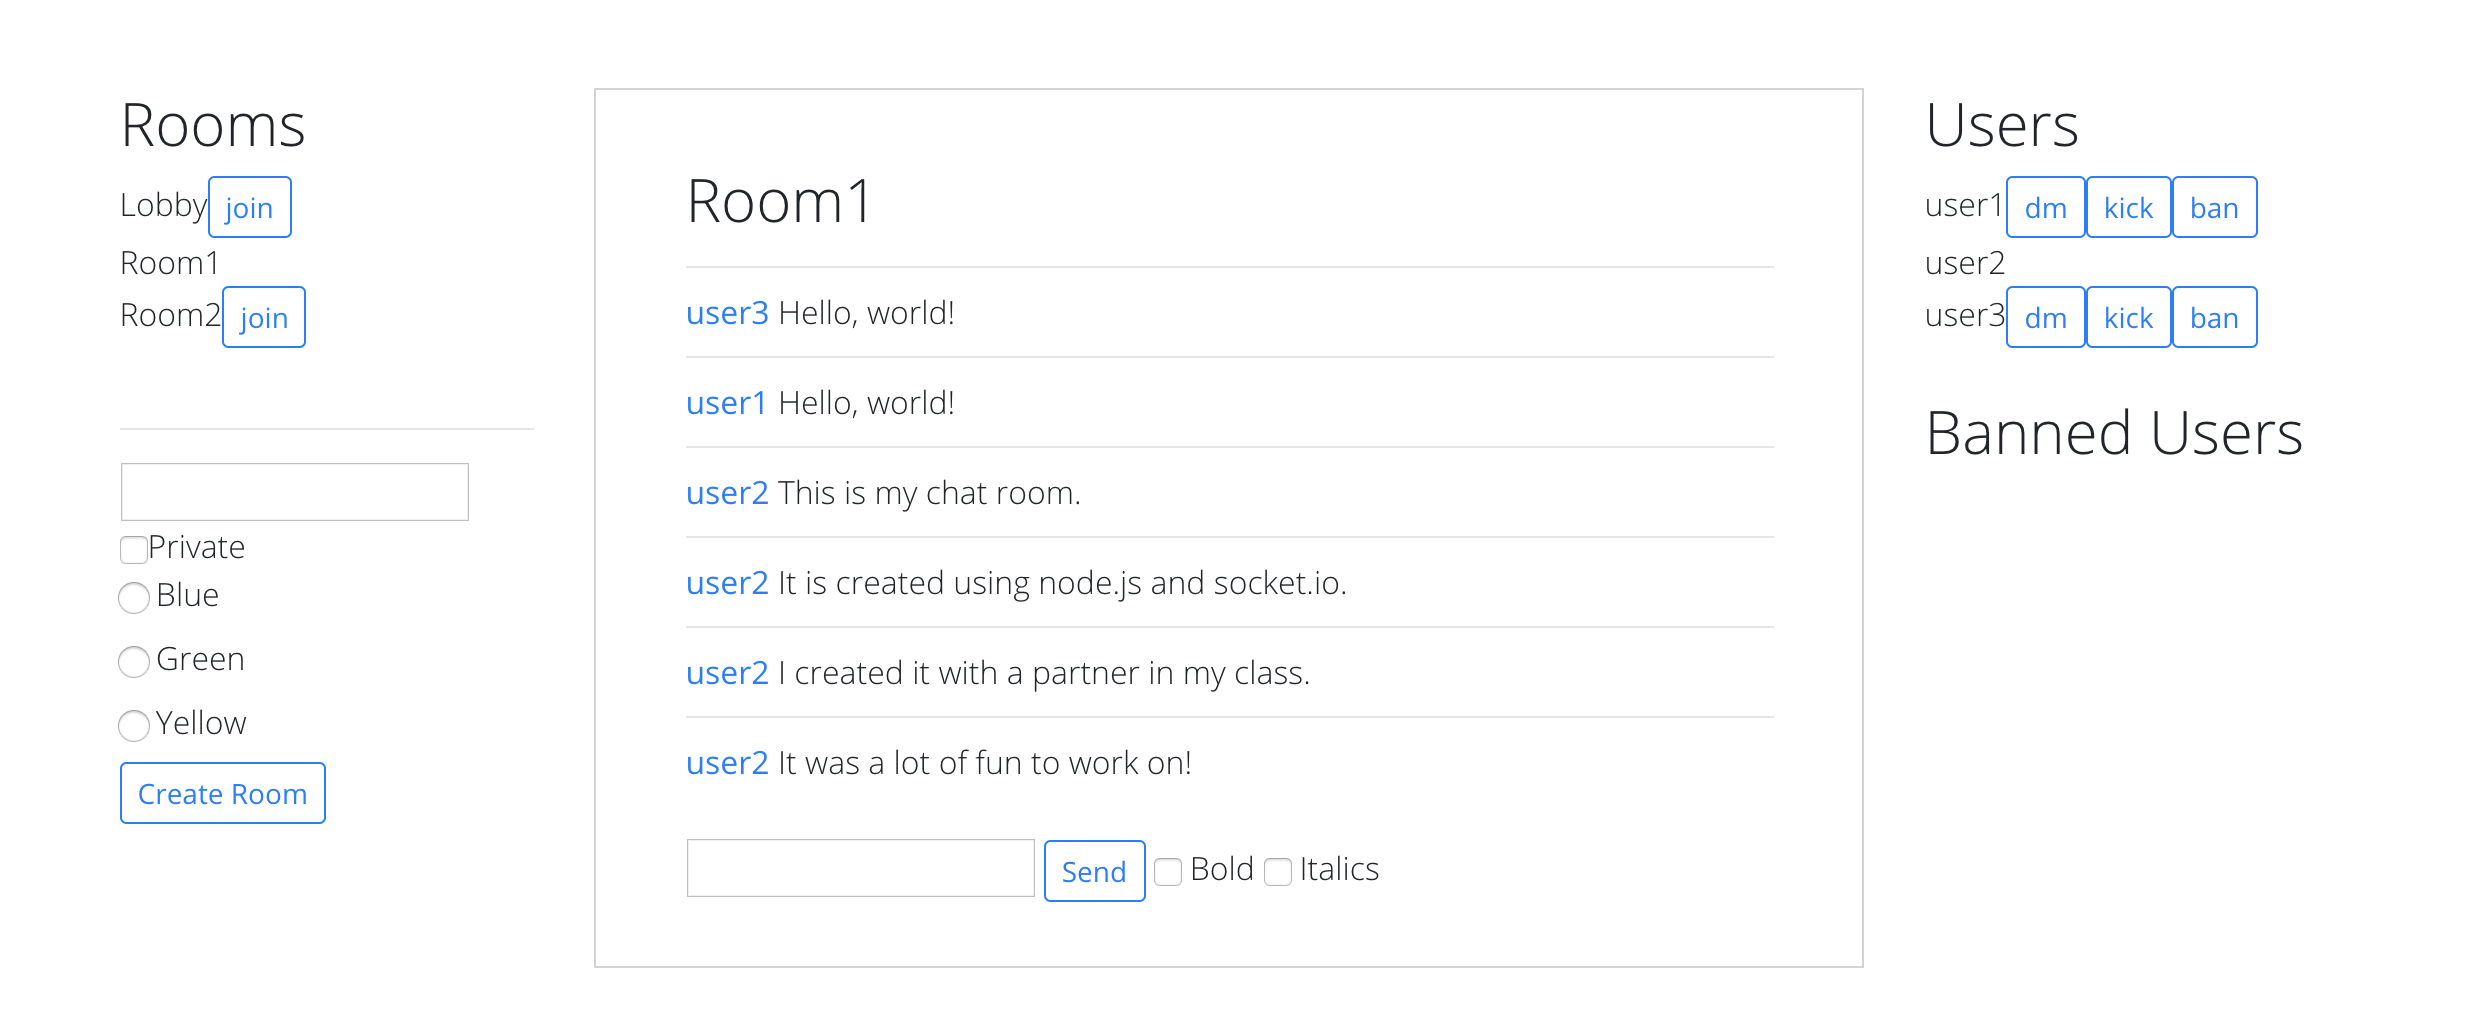 Rooms
Lobby join
Room1
Room2 join
Private
Blue
Green
Yellow
Create Room
Room1
user3 Hello, world!
user1 Hello, world!
user2 This is my chat room.
user2 It is created using node.js and socket.io.
user2 I created it with a partner in my class.
user2 It was a lot of fun to work on!
Send Bold Italics
Users
user1 dm kick ban
user2
user3 dm kick ban
Banned Users